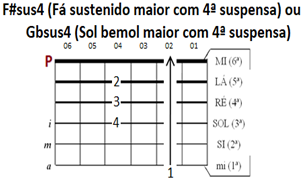 F#sus4 (Fá sustenido maior com 4ª suspensa) ou
Gbsus4 (Sol bemol maior com 4ª suspensa)
06 05 04 03 02 01
P MI (6ª)
2 LÁ (5ª)
3 RÉ (4ª)
i 4 SOL (3ª)
m SI (2ª)
a 1 mi (1ª)